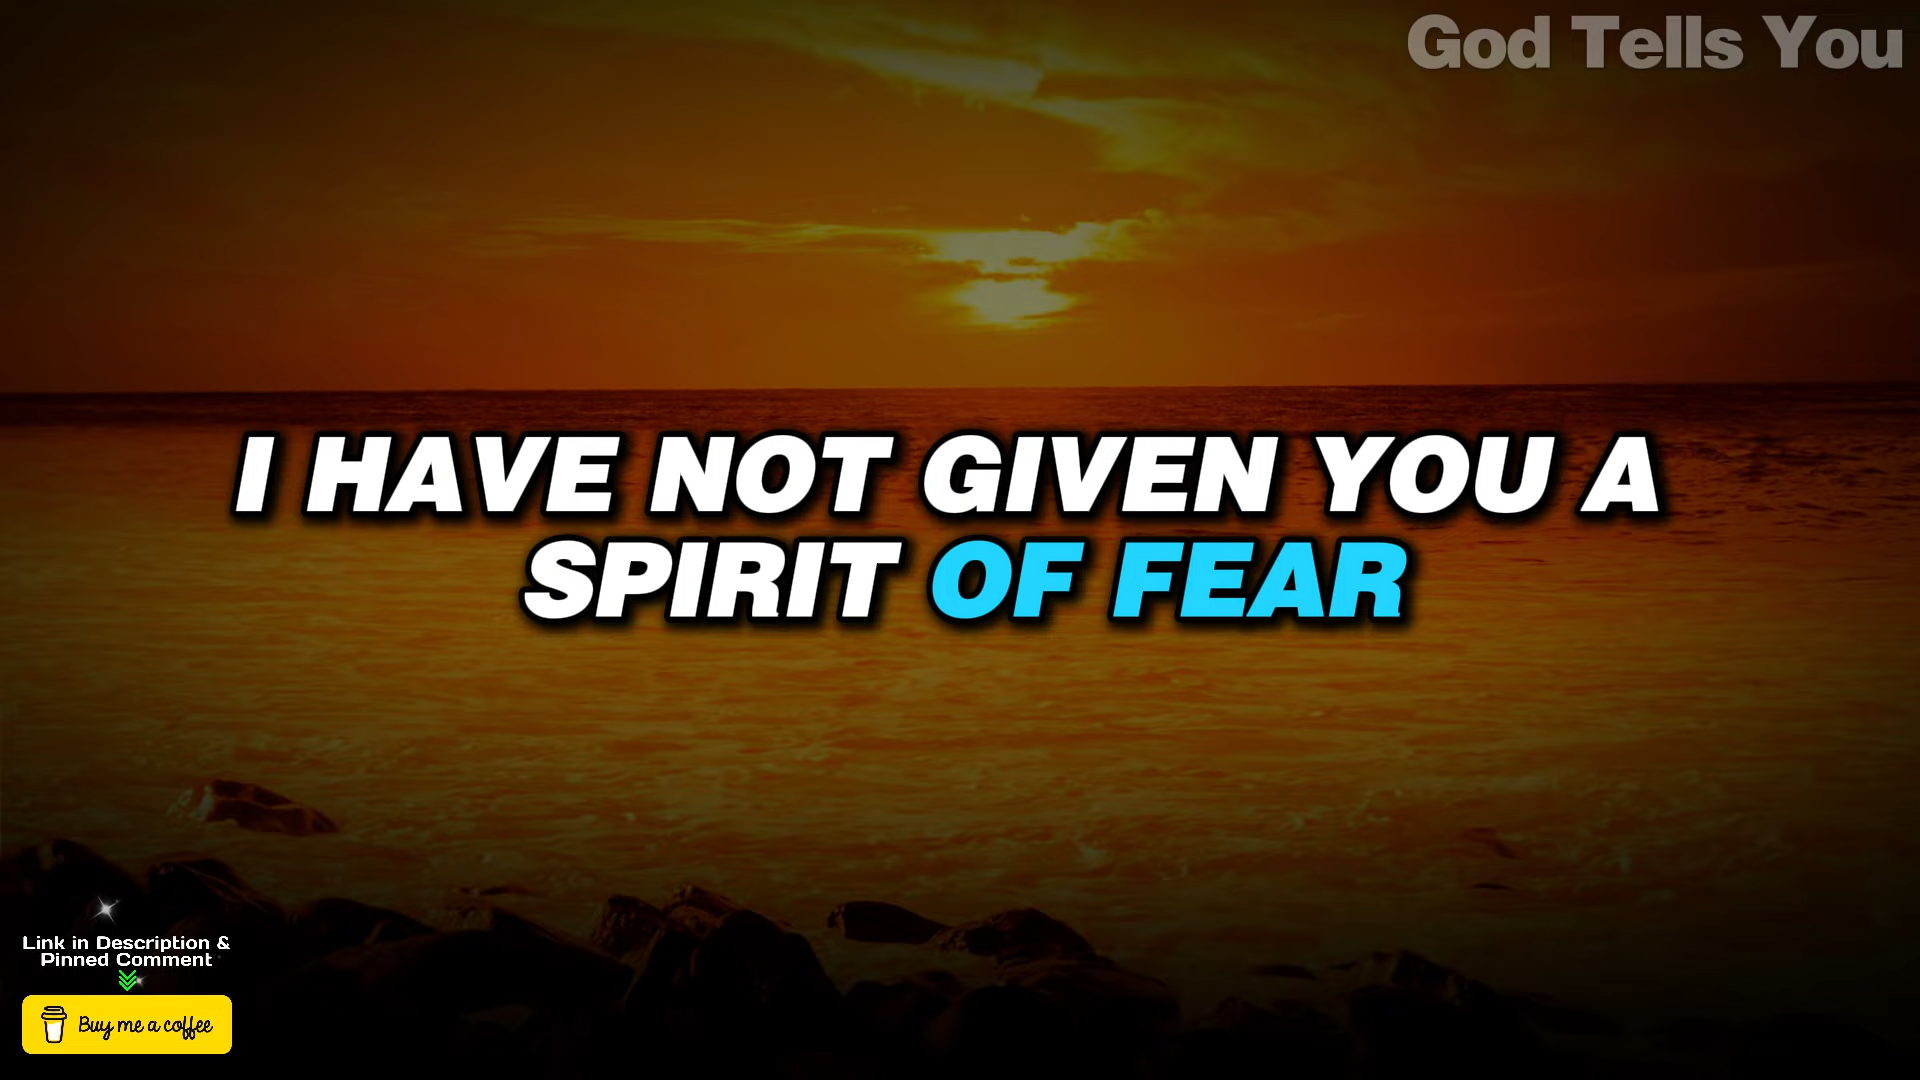 God Tells You
I HAVE NOT GIVEN YOU A
SPIRIT OF FEAR
Link in Description &
Pinned Comment
Buy me a coffee